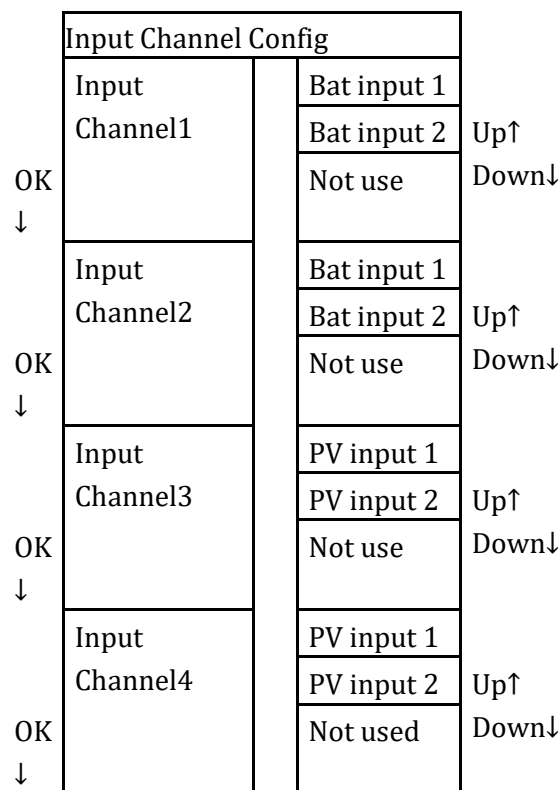 Input Channel Config
Input Bat input 1
Channel1 Bat input 2 Up↑
OK Not use Down↓
↓
Input Bat input 1
Channel2 Bat input 2 Up↑
OK Not use Down↓
↓
Input PV input 1
Channel3 PV input 2 Up↑
OK Not use Down↓
↓
Input PV input 1
Channel4 PV input 2 Up↑
OK Not used Down↓
↓